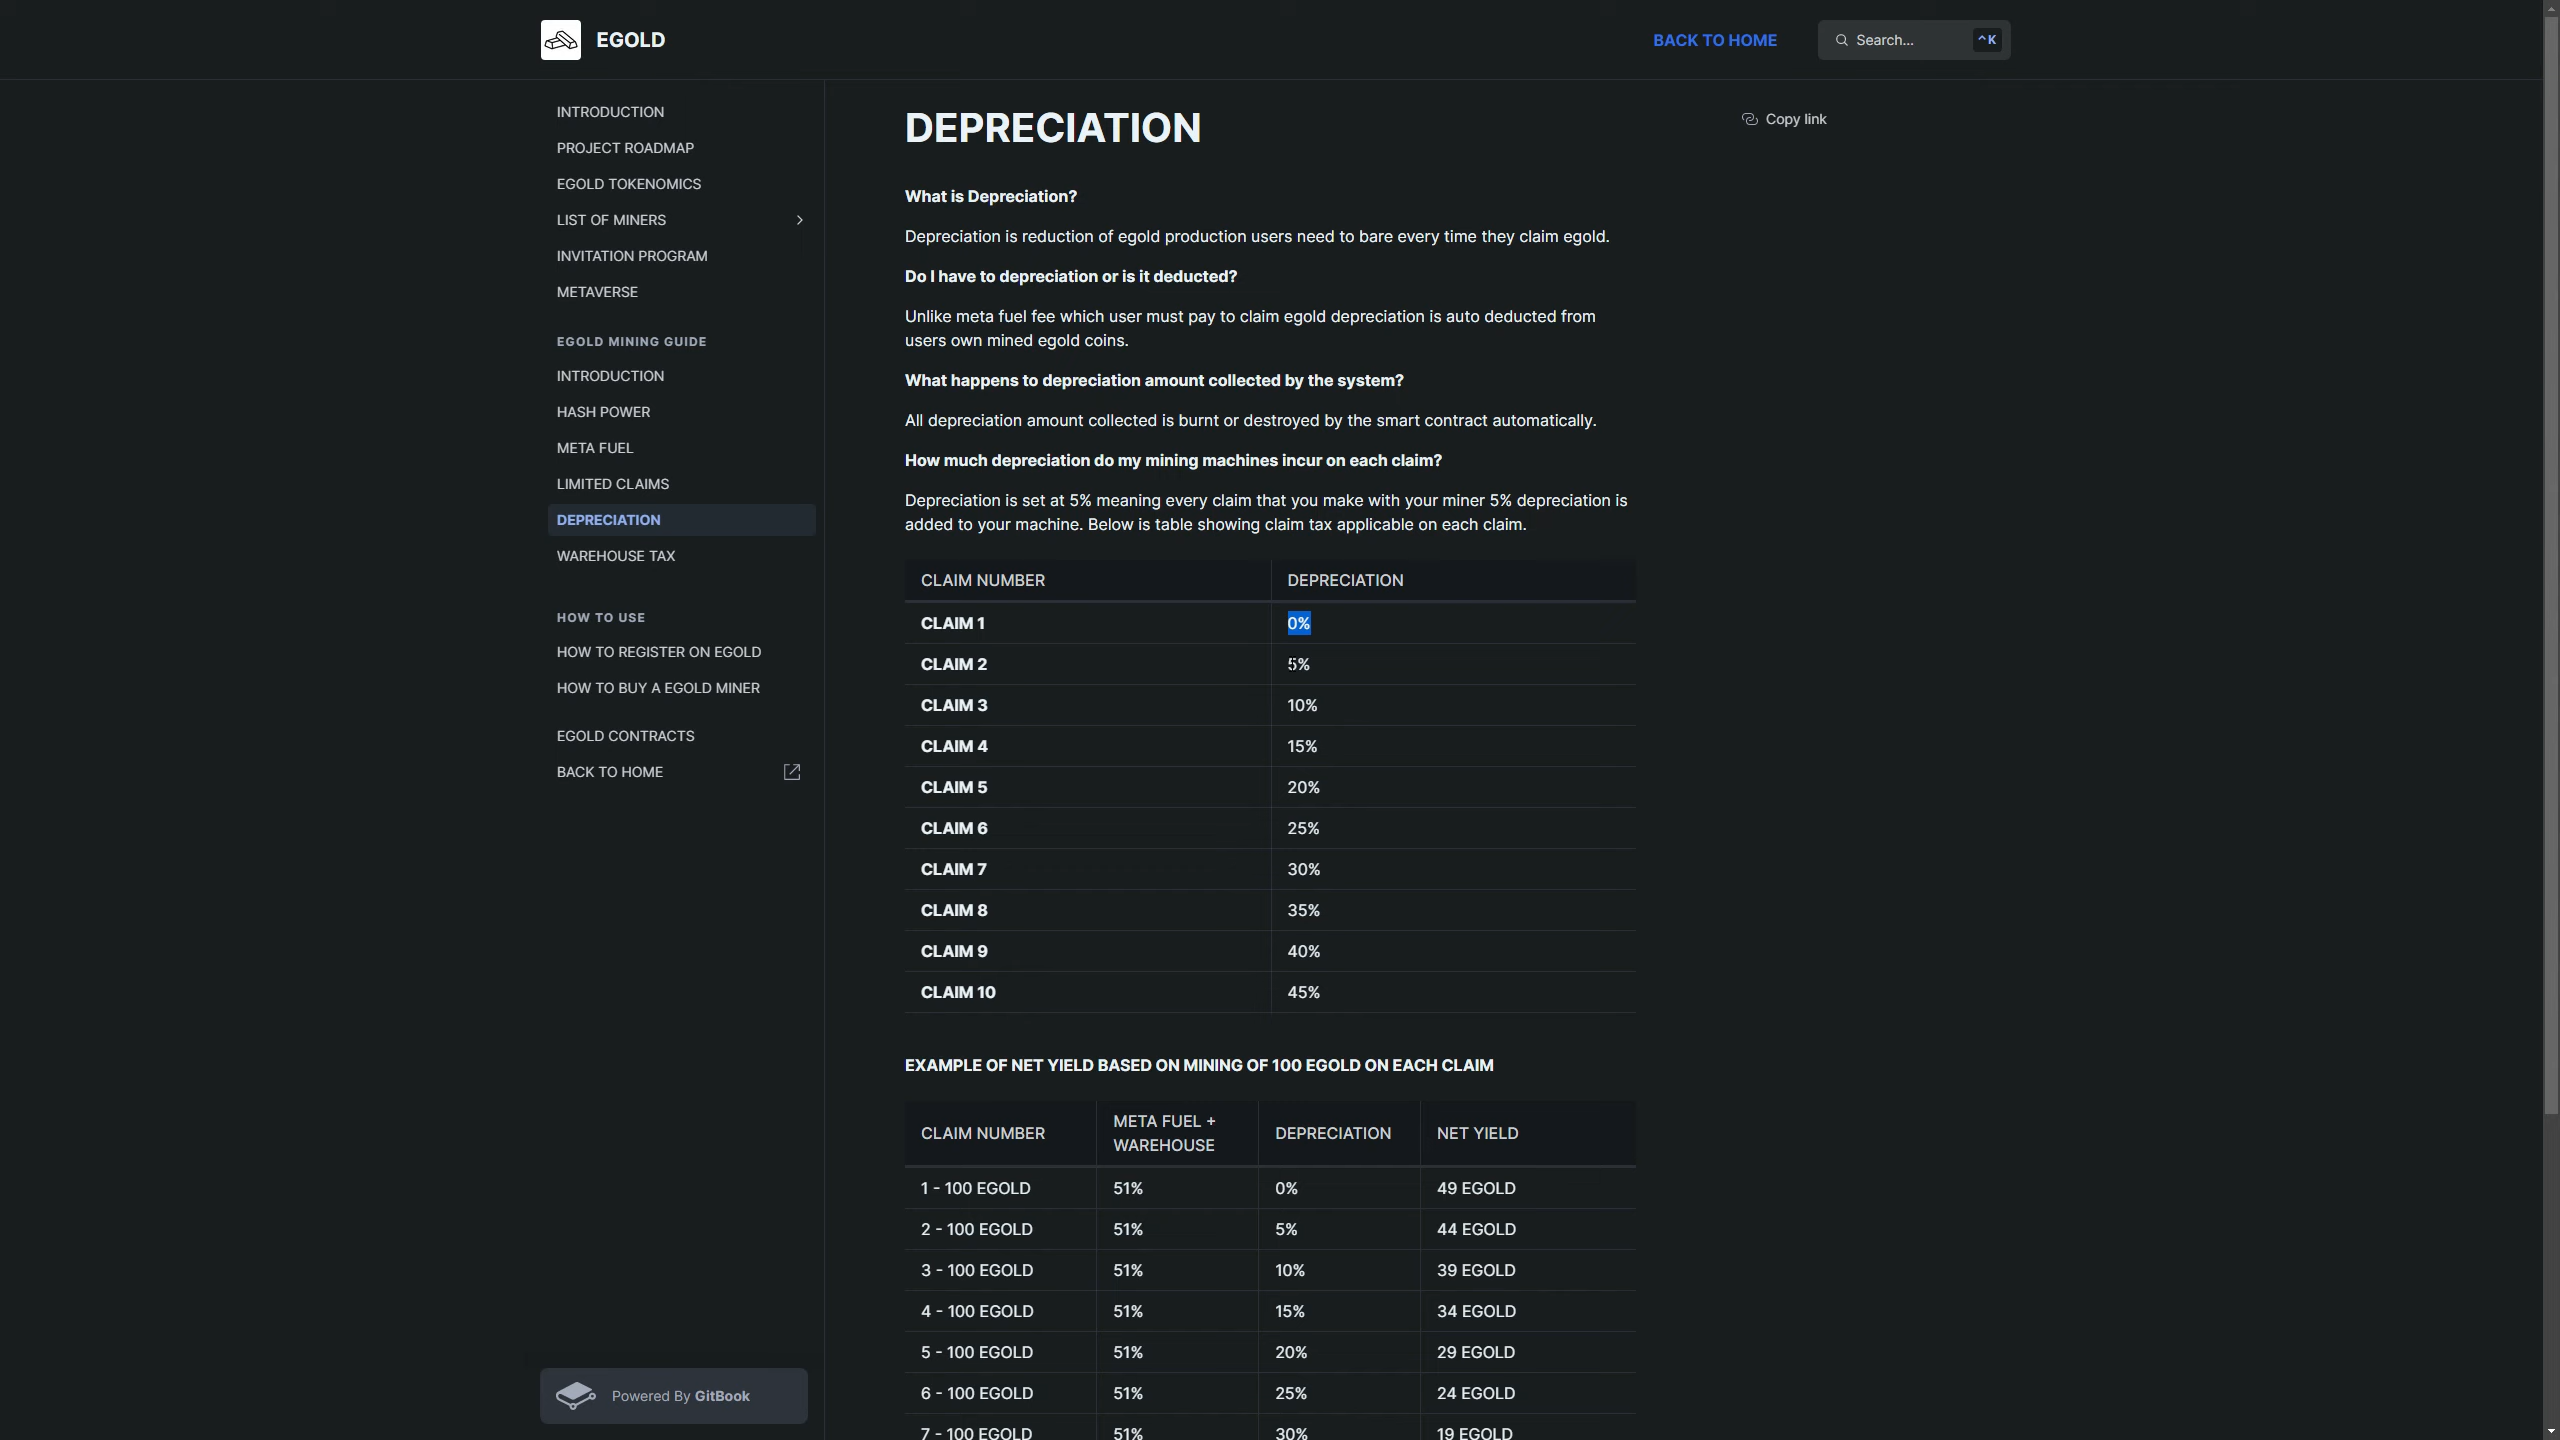 EGOLD
BACK TO HOME
Search...
^K
INTRODUCTION
PROJECT ROADMAP
EGOLD TOKENOMICS
LIST OF MINERS
INVITATION PROGRAM
METAVERSE
EGOLD MINING GUIDE
INTRODUCTION
HASH POWER
META FUEL
LIMITED CLAIMS
DEPRECIATION
WAREHOUSE TAX
HOW TO USE
HOW TO REGISTER ON EGOLD
HOW TO BUY A EGOLD MINER
EGOLD CONTRACTS
BACK TO HOME
Powered By GitBook
DEPRECIATION
Copy link
What is Depreciation?
Depreciation is reduction of egold production users need to bare every time they claim egold.
Do I have to depreciation or is it deducted?
Unlike meta fuel fee which user must pay to claim egold depreciation is auto deducted from
users own mined egold coins.
What happens to depreciation amount collected by the system?
All depreciation amount collected is burnt or destroyed by the smart contract automatically.
How much depreciation do my mining machines incur on each claim?
Depreciation is set at 5% meaning every claim that you make with your miner 5% depreciation is
added to your machine. Below is table showing claim tax applicable on each claim.
CLAIM NUMBER DEPRECIATION
CLAIM 1 0%
CLAIM 2 5%
CLAIM 3 10%
CLAIM 4 15%
CLAIM 5 20%
CLAIM 6 25%
CLAIM 7 30%
CLAIM 8 35%
CLAIM 9 40%
CLAIM 10 45%
EXAMPLE OF NET YIELD BASED ON MINING OF 100 EGOLD ON EACH CLAIM
CLAIM NUMBER META FUEL + WAREHOUSE DEPRECIATION NET YIELD
1 - 100 EGOLD 51% 0% 49 EGOLD
2 - 100 EGOLD 51% 5% 44 EGOLD
3 - 100 EGOLD 51% 10% 39 EGOLD
4 - 100 EGOLD 51% 15% 34 EGOLD
5 - 100 EGOLD 51% 20% 29 EGOLD
6 - 100 EGOLD 51% 25% 24 EGOLD
7 - 100 EGOLD 51% 30% 19 EGOLD